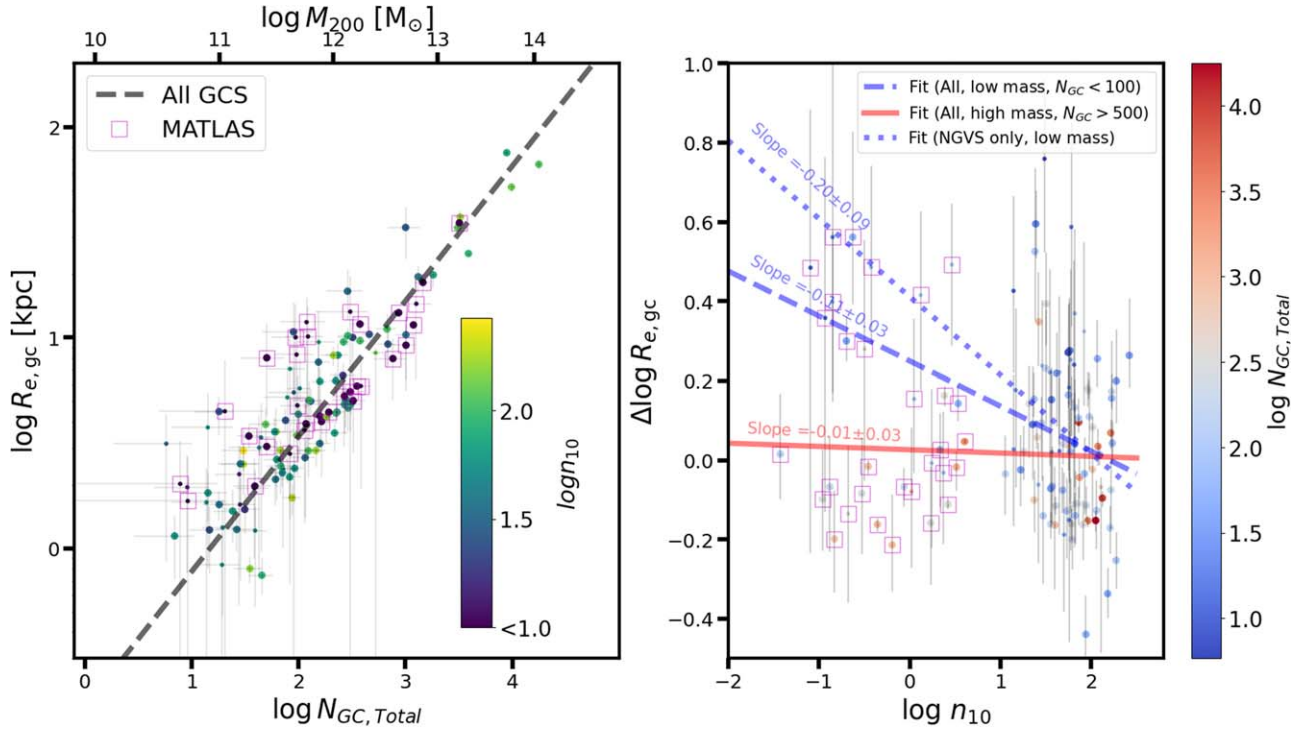 log M200 [M⊙]
10 11 12 13 14
All GCS
MATLAS
log Re,gc [kpc]
2
1
0
2.0
1.5
<1.0
logn10
0 1 2 3 4
log NGC,Total
Fit (All, low mass, NGC < 100)
Fit (All, high mass, NGC > 500)
Fit (NGVS only, low mass)
Slope =-0.20±0.09
Slope =-0.11±0.03
Slope =-0.01±0.03
Δlog Re,gc
1.0
0.8
0.6
0.4
0.2
0.0
−0.2
−0.4
−2 −1 0 1 2
log n10
4.0
3.5
3.0
2.5
2.0
1.5
1.0
log NGC,Total